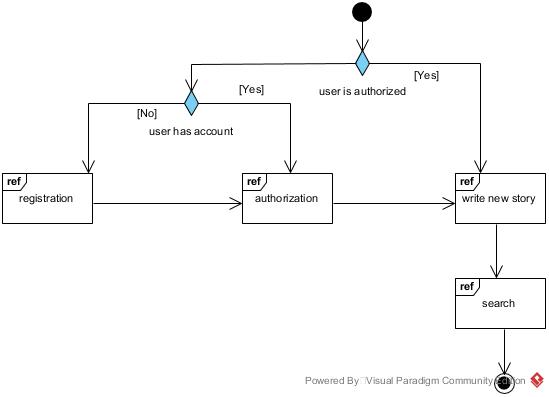 [Yes]
user is authorized
[Yes]
[No]
user has account
ref
registration
ref
authorization
ref
write new story
ref
search
Powered By Visual Paradigm Community Edition